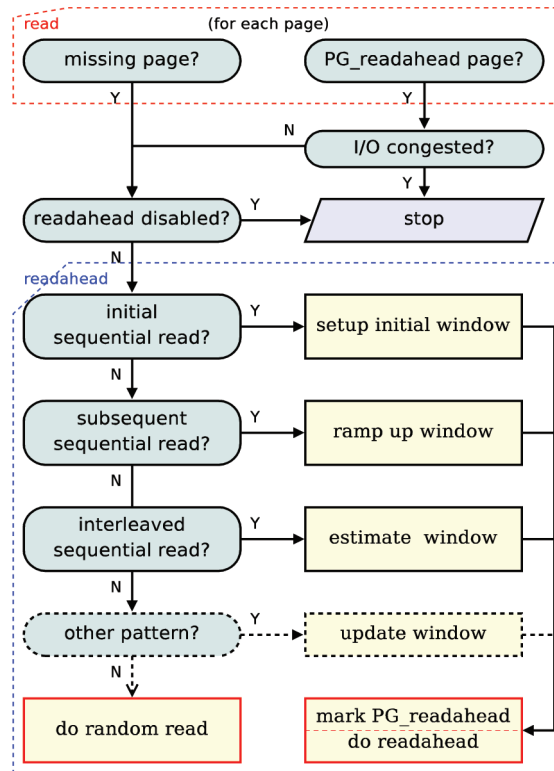 read
(for each page)
missing page?
PG_readahead page?
Y
Y
N
I/O congested?
Y
readahead disabled?
Y
stop
N
readahead
initial
sequential read?
Y
setup initial window
N
subsequent
sequential read?
Y
ramp up window
N
interleaved
sequential read?
Y
estimate window
N
other pattern?
Y
update window
N
do random read
mark PG_readahead
do readahead